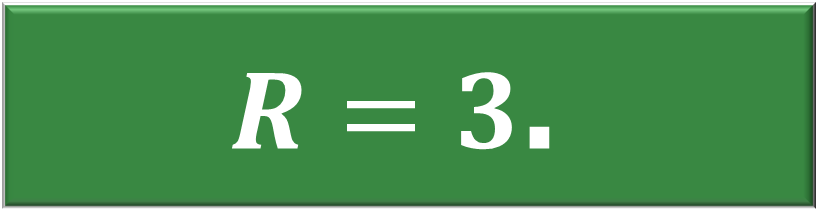 R = 3.